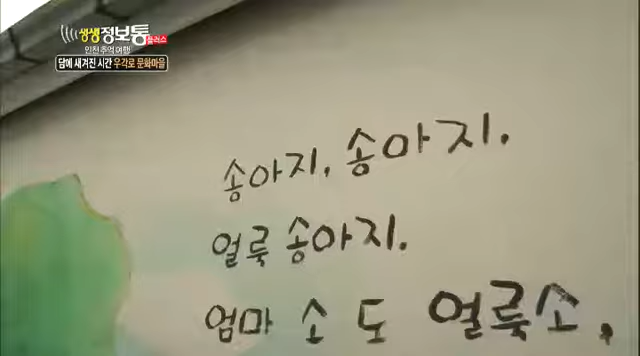 생생정보통
플러스
인천 추억 여행
담에 새겨진 시간 우각로 문화마을
송아지, 송아지.
얼룩 송아지.
엄마 소 도 얼룩소,